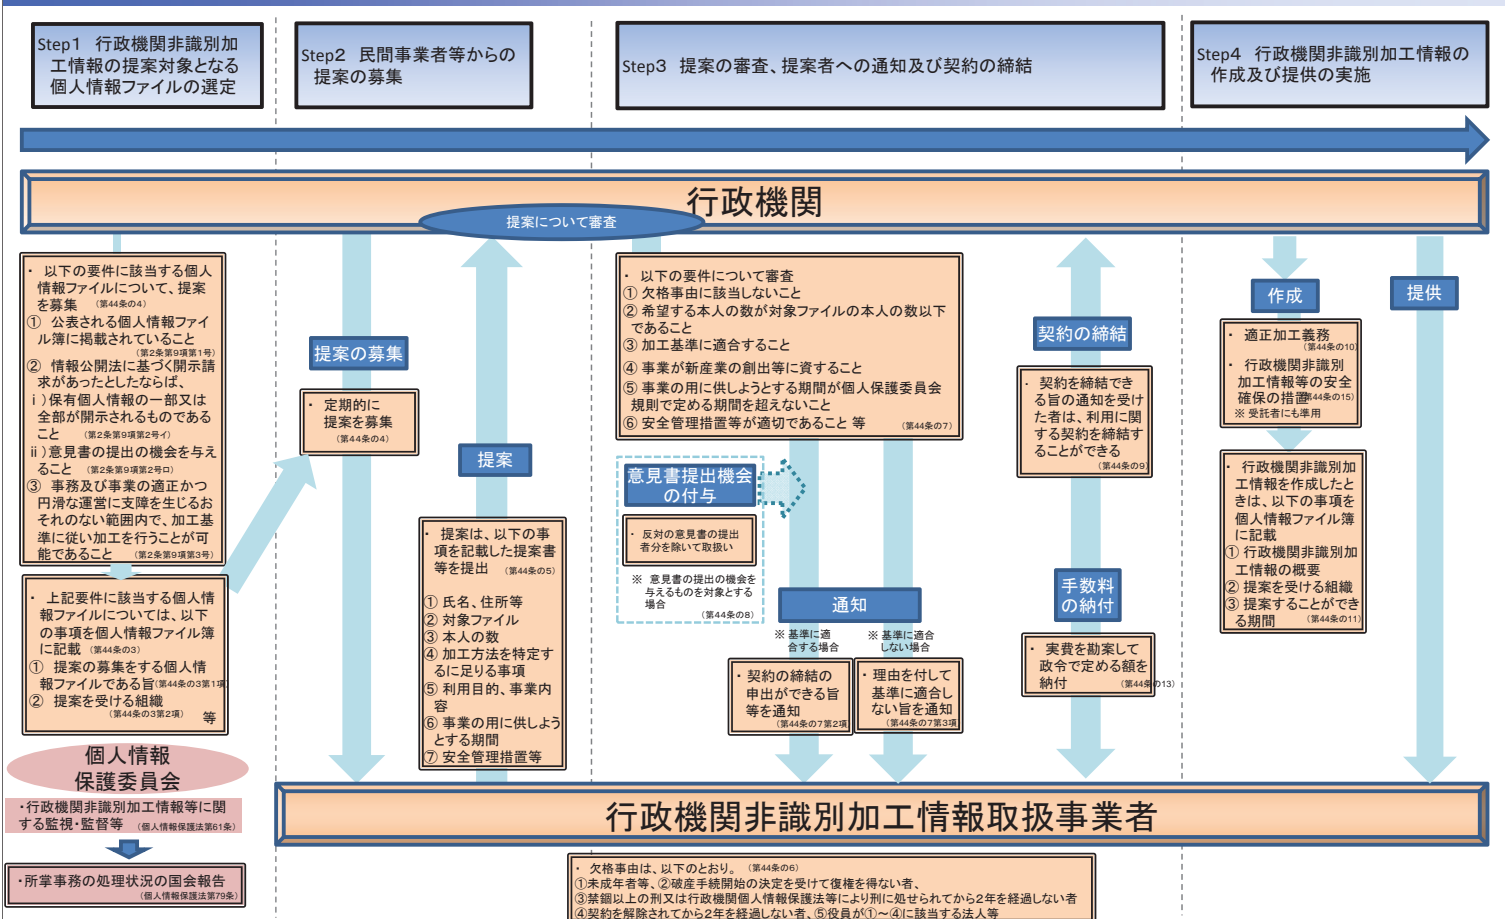 Step1　行政機関非識別加
工情報の提案対象となる
個人情報ファイルの選定
Step2　民間事業者等からの
提案の募集
Step3　提案の審査、提案者への通知及び契約の締結
Step4　行政機関非識別加工情報の
作成及び提供の実施
行政機関
提案について審査
・ 以下の要件に該当する個人
情報ファイルについて、提案
を募集　（第44条の4）
① 公表される個人情報ファイ
ル簿に掲載されていること
（第2条第9項第1号）
② 情報公開法に基づく開示請
求があったとしたならば、
ⅰ）保有個人情報の一部又は
全部が開示されるものである
こと　（第2条第9項第2号イ）
ⅱ）意見書の提出の機会を与え
ること　（第2条第9項第2号ロ）
③ 事務及び事業の適正かつ
円滑な運営に支障を生じるお
それのない範囲内で、加工基
準に従い加工を行うことが可
能であること　（第2条第9項第3号）
・ 上記要件に該当する個人情
報ファイルについては、以下
の事項を個人情報ファイル簿
に記載　（第44条の3）
① 提案の募集をする個人情
報ファイルである旨（第44条の3第1項）
② 提案を受ける組織
（第44条の3第2項）　等
個人情報
保護委員会
・行政機関非識別加工情報等に関
する監視・監督等　（個人情報保護法第61条）
・所掌事務の処理状況の国会報告
（個人情報保護法第79条）
提案の募集
・ 定期的に
提案を募集
（第44条の4）
提案
・ 提案は、以下の事
項を記載した提案書
等を提出　（第44条の5）
① 氏名、住所等
② 対象ファイル
③ 本人の数
④ 加工方法を特定す
るに足りる事項
⑤ 利用目的、事業内
容
⑥ 事業の用に供しよう
とする期間
⑦ 安全管理措置等
・ 以下の要件について審査
① 欠格事由に該当しないこと
② 希望する本人の数が対象ファイルの本人の数以下
であること
③ 加工基準に適合すること
④ 事業が新産業の創出等に資すること
⑤ 事業の用に供しようとする期間が個人保護委員会
規則で定める期間を超えないこと
⑥ 安全管理措置等が適切であること 等　（第44条の7）
意見書提出機会
の付与
・ 反対の意見書の提出
者分を除いて取扱い
※ 意見書の提出の機会を
与えるものを対象とする
場合
（第44条の8）
通知
※ 基準に適
合する場合
※ 基準に適合
しない場合
・ 契約の締結の
申出ができる旨
等を通知
（第44条の7第2項）
・ 理由を付して
基準に適合し
ない旨を通知
（第44条の7第3項）
契約の締結
・ 契約を締結でき
る旨の通知を受け
た者は、利用に関
する契約を締結す
ることができる
（第44条の9）
手数料
の納付
・ 実費を勘案して
政令で定める額を
納付　（第44条の13）
作成
・ 適正加工義務
（第44条の10）
・ 行政機関非識別
加工情報等の安全
確保の措置（第44条の15）
※ 受託者にも準用
・ 行政機関非識別加
工情報を作成したと
きは、以下の事項を
個人情報ファイル簿
に記載
① 行政機関非識別加
工情報の概要
② 提案を受ける組織
③ 提案することができ
る期間　（第44条の11）
提供
行政機関非識別加工情報取扱事業者
・ 欠格事由は、以下のとおり。　（第44条の6）
①未成年者等、②破産手続開始の決定を受けて復権を得ない者、
③禁錮以上の刑又は行政機関個人情報保護法等により刑に処せられてから2年を経過しない者
④契約を解除されてから2年を経過しない者、⑤役員が①～④に該当する法人等